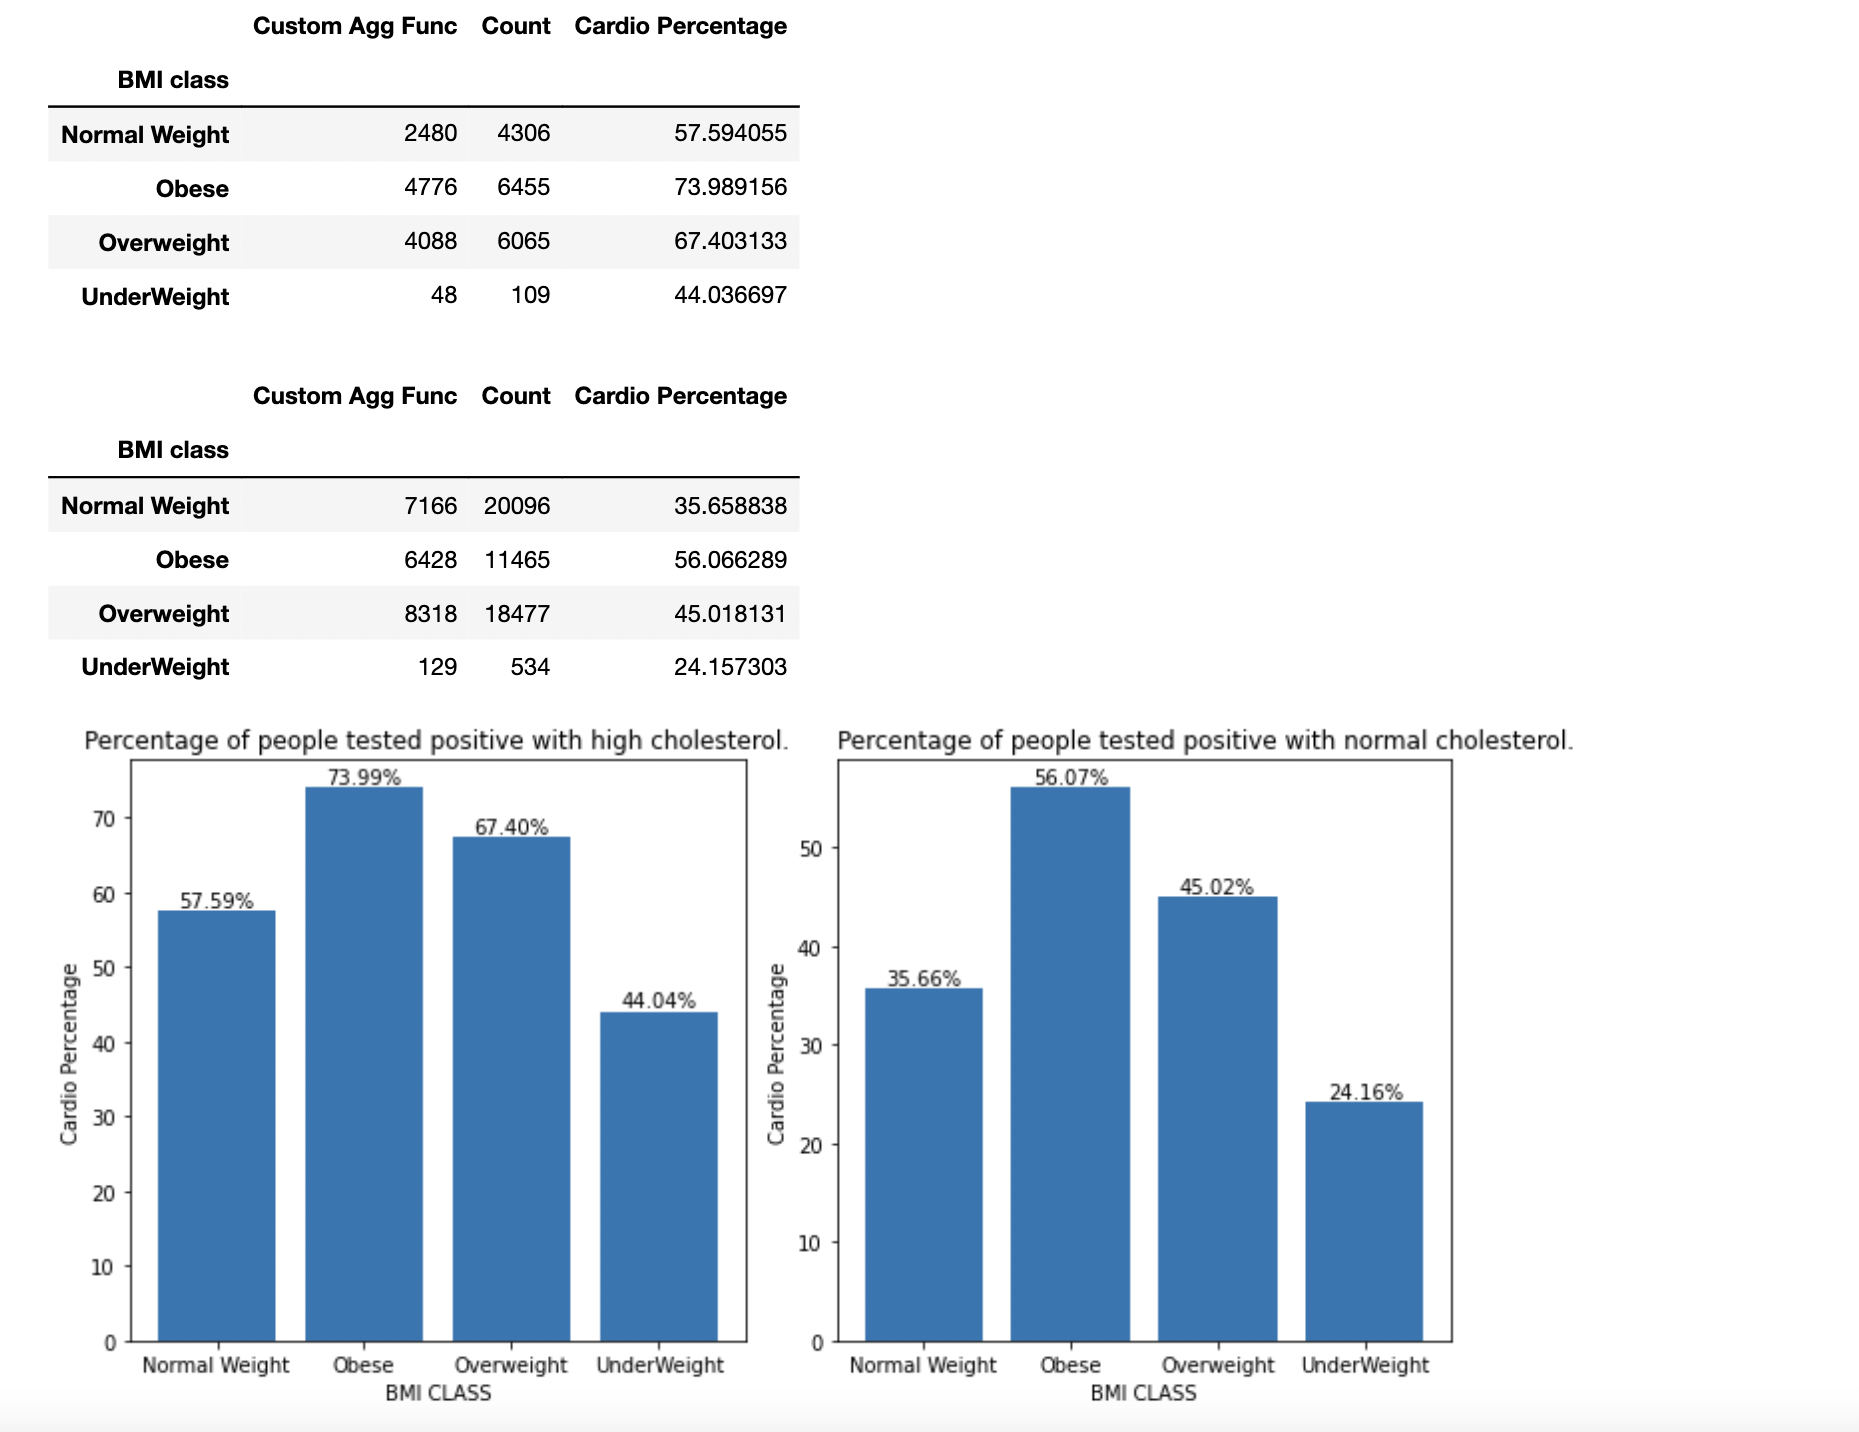 Custom Agg Func Count Cardio Percentage
BMI class
Normal Weight 2480 4306 57.594055
Obese 4776 6455 73.989156
Overweight 4088 6065 67.403133
UnderWeight 48 109 44.036697
Custom Agg Func Count Cardio Percentage
BMI class
Normal Weight 7166 20096 35.658838
Obese 6428 11465 56.066289
Overweight 8318 18477 45.018131
UnderWeight 129 534 24.157303
Percentage of people tested positive with high cholesterol.
73.99%
70
67.40%
60
57.59%
50
44.04%
40
30
20
10
0
Cardio Percentage
Normal Weight Obese Overweight UnderWeight
BMI CLASS
Percentage of people tested positive with normal cholesterol.
56.07%
50
45.02%
40
35.66%
30
24.16%
20
10
0
Cardio Percentage
Normal Weight Obese Overweight UnderWeight
BMI CLASS